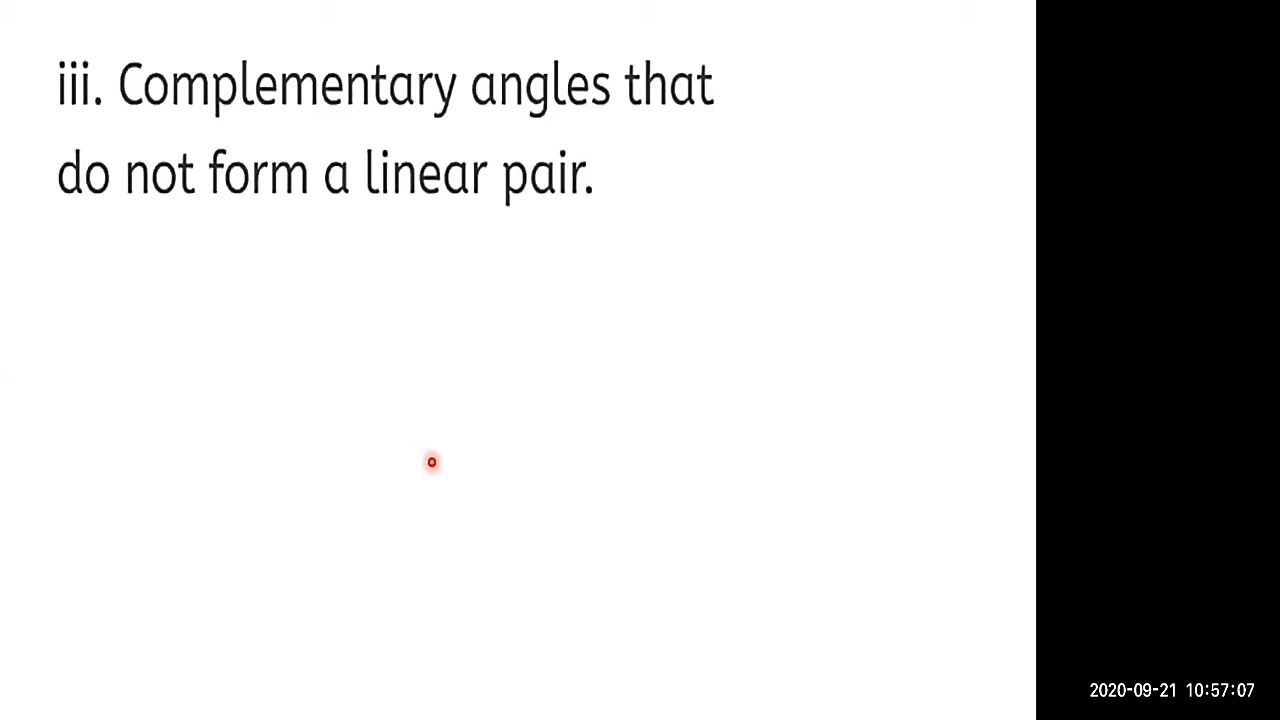 iii. Complementary angles that
do not form a linear pair.
2020-09-21 10:57:07